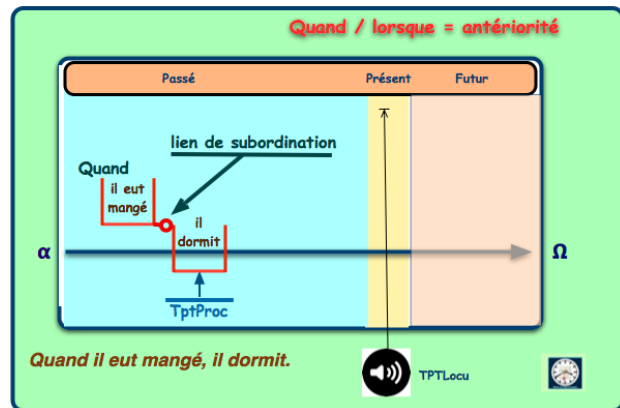 Quand / lorsque = antériorité
Passé Présent Futur
lien de subordination
Quand
il eut
mangé
il
dormit
α Ω
TptProc
Quand il eut mangé, il dormit.
TPTLocu